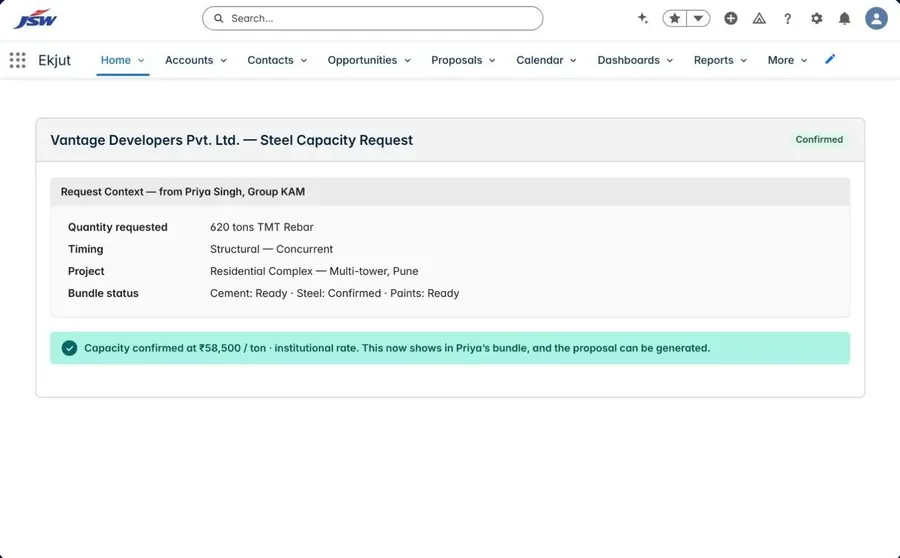 JSW
Search...
Ekjut
Home
Accounts
Contacts
Opportunities
Proposals
Calendar
Dashboards
Reports
More
Vantage Developers Pvt. Ltd. — Steel Capacity Request
Confirmed
Request Context — from Priya Singh, Group KAM
Quantity requested 620 tons TMT Rebar
Timing Structural — Concurrent
Project Residential Complex — Multi-tower, Pune
Bundle status Cement: Ready · Steel: Confirmed · Paints: Ready
Capacity confirmed at ₹58,500 / ton · institutional rate. This now shows in Priya's bundle, and the proposal can be generated.